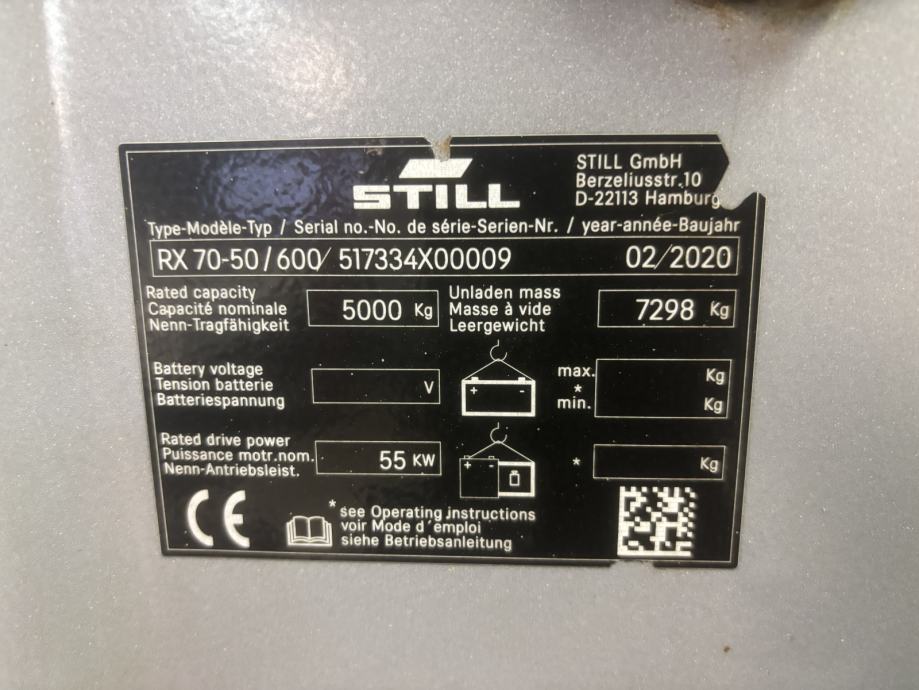 STILL
STILL GmbH
Berzeliusstr.10
D-22113 Hamburg
Type-Modèle-Typ / Serial no.-No. de série-Serien-Nr. / year-année-Baujahr
RX 70-50/600/ 517334X00009 02/2020
Rated capacity
Capacité nominale
Nenn-Tragfähigkeit
5000 Kg
Unladen mass
Masse à vide
Leergewicht
7298 Kg
Battery voltage
Tension batterie
Batteriespannung
V
+ -
max.
*
min.
Kg
Kg
Rated drive power
Puissance motr.nom.
Nenn-Antriebsleist.
55 KW
+ -
* Kg
CE
* see Operating instructions
voir Mode d´emploi
siehe Betriebsanleitung